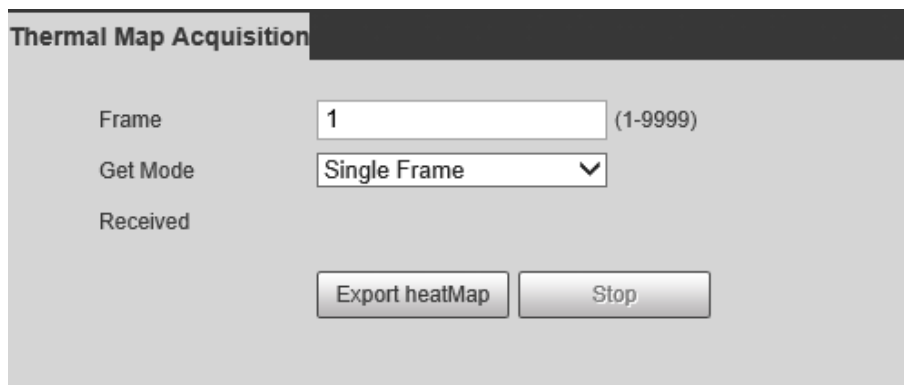 Thermal Map Acquisition
Frame 1 (1-9999)
Get Mode Single Frame
Received
Export heatMap Stop